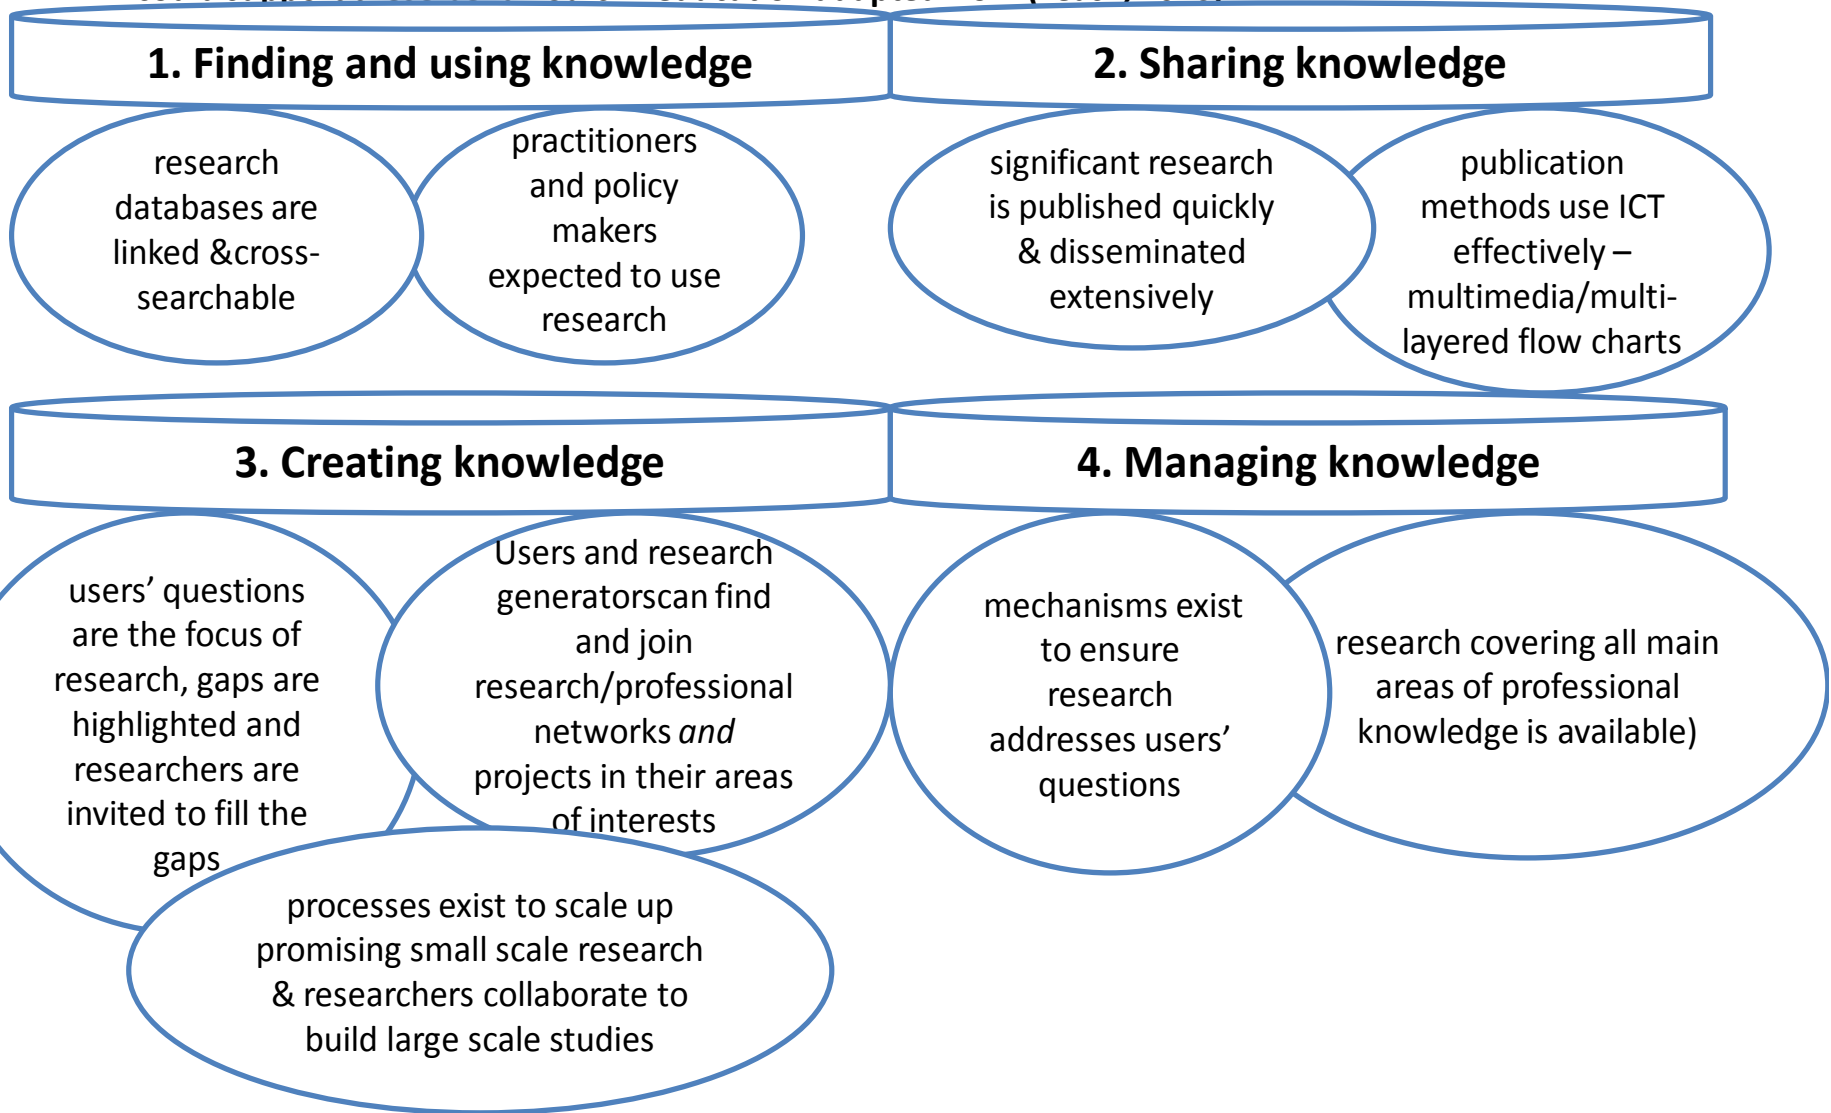 1. Finding and using knowledge
2. Sharing knowledge
research
databases are
linked &cross-
searchable
practitioners
and policy
makers
expected to use
research
significant research
is published quickly
& disseminated
extensively
publication
methods use ICT
effectively –
multimedia/multi-
layered flow charts
3. Creating knowledge
4. Managing knowledge
users’ questions
are the focus of
research, gaps are
highlighted and
researchers are
invited to fill the
gaps
Users and research
generatorscan find
and join
research/professional
networks and
projects in their areas
of interests
processes exist to scale up
promising small scale research
& researchers collaborate to
build large scale studies
mechanisms exist
to ensure
research
addresses users’
questions
research covering all main
areas of professional
knowledge is available)